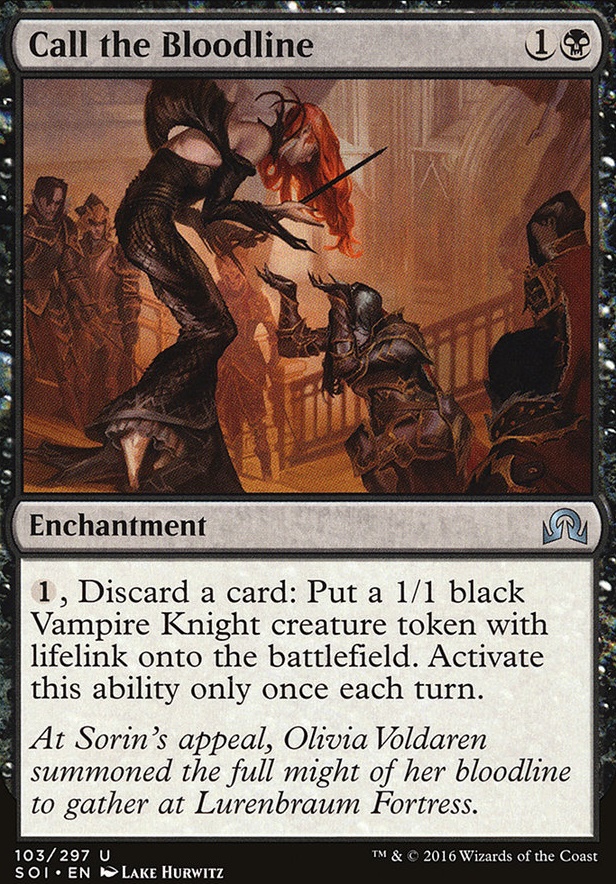 Call the Bloodline 1
Enchantment
1, Discard a card: Put a 1/1 black
Vampire Knight creature token with
lifelink onto the battlefield. Activate
this ability only once each turn.
At Sorin's appeal, Olivia Voldaren
summoned the full might of her bloodline
to gather at Lurenbraum Fortress.
103/297 U
SOI • EN Lake Hurwitz
™ & © 2016 Wizards of the Coast